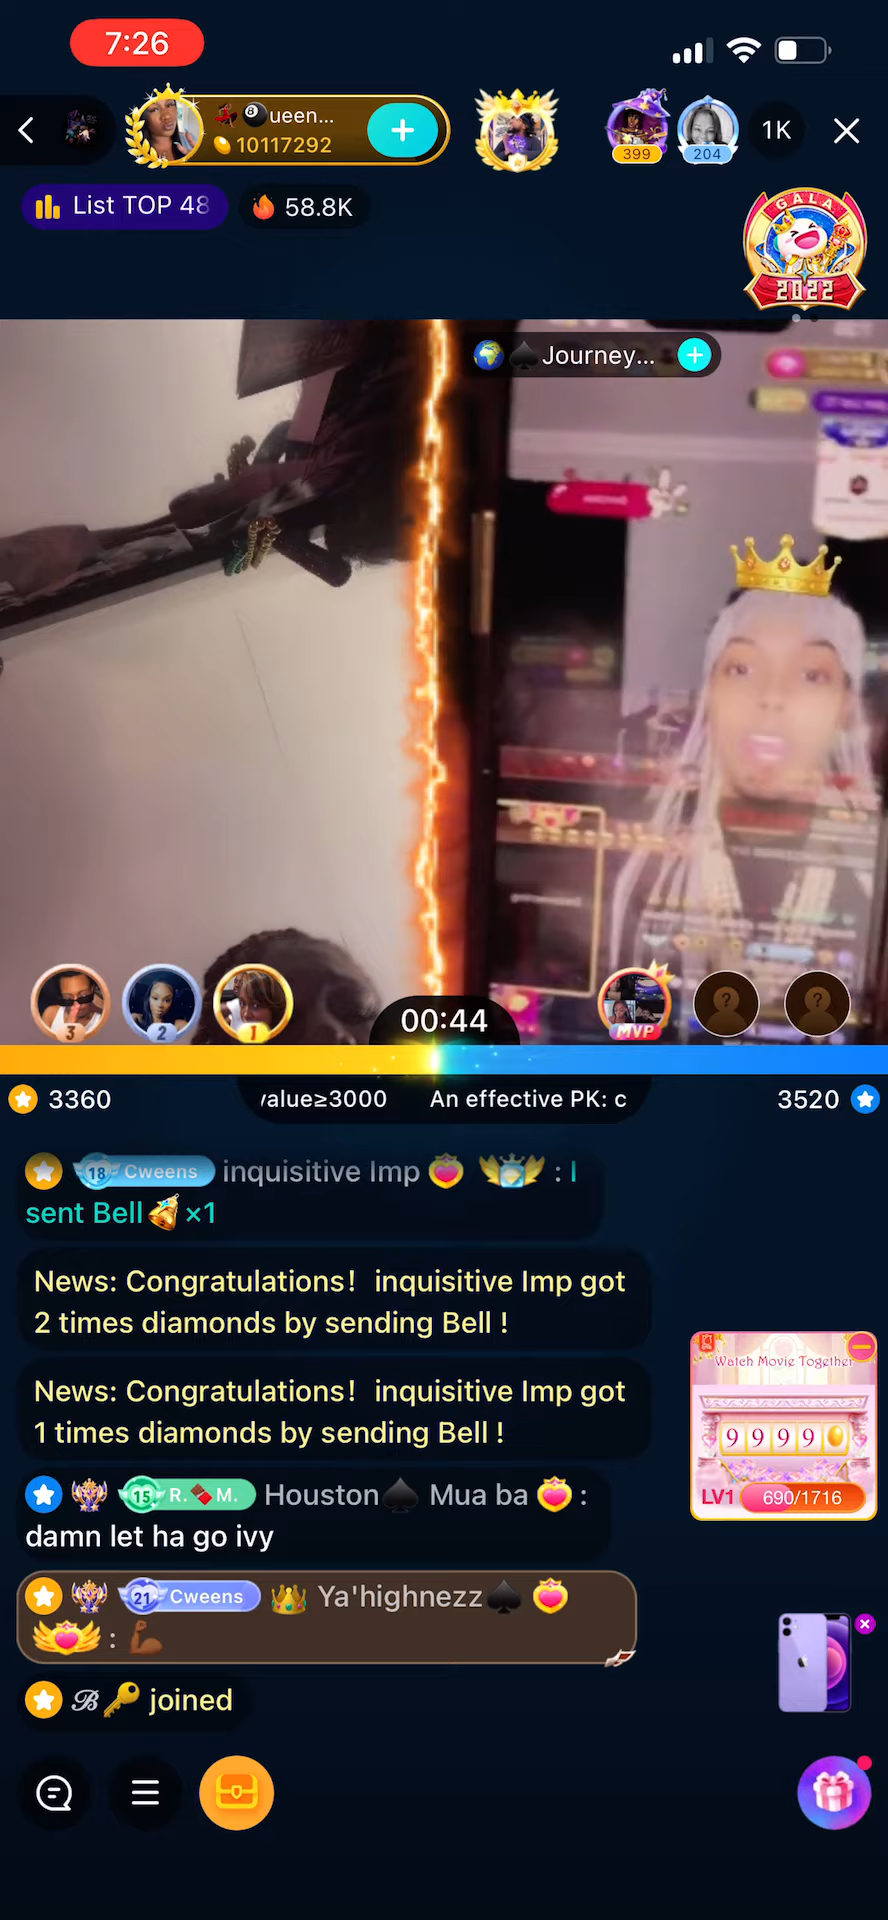 7:26
🎱ueen...
10117292
399
204
1K
List TOP 48
58.8K
GALA
2022
Journey...
3
2
1
00:44
MVP
3360
value≥3000 An effective PK: c
3520
18 Cweens inquisitive Imp : I
sent Bell ×1
News: Congratulations! inquisitive Imp got
2 times diamonds by sending Bell !
News: Congratulations! inquisitive Imp got
1 times diamonds by sending Bell !
Watch Movie Together
9 9 9 9
LV1 690/1716
15 R.🍫M. Houston♠ Mua ba :
damn let ha go ivy
21 Cweens Ya'highnezz♠
: 💪🏾
ℬ🔑 joined